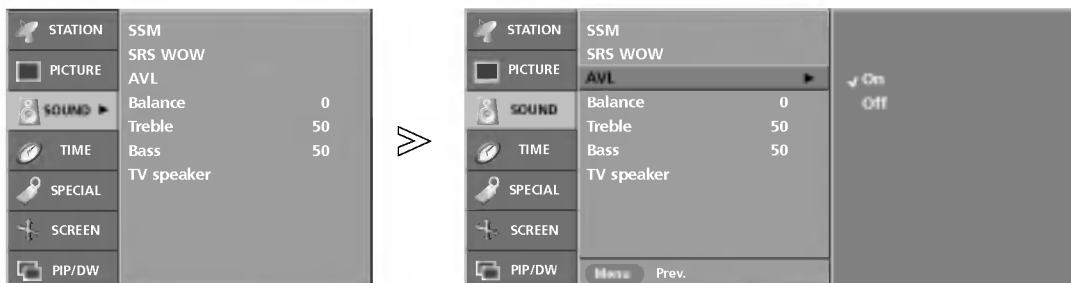 STATION
PICTURE
SOUND
TIME
SPECIAL
SCREEN
PIP/DW
SSM
SRS WOW
AVL
Balance 0
Treble 50
Bass 50
TV speaker
STATION
PICTURE
SOUND
TIME
SPECIAL
SCREEN
PIP/DW
SSM
SRS WOW
AVL
Balance 0
Treble 50
Bass 50
TV speaker
Menu Prev.
On
Off